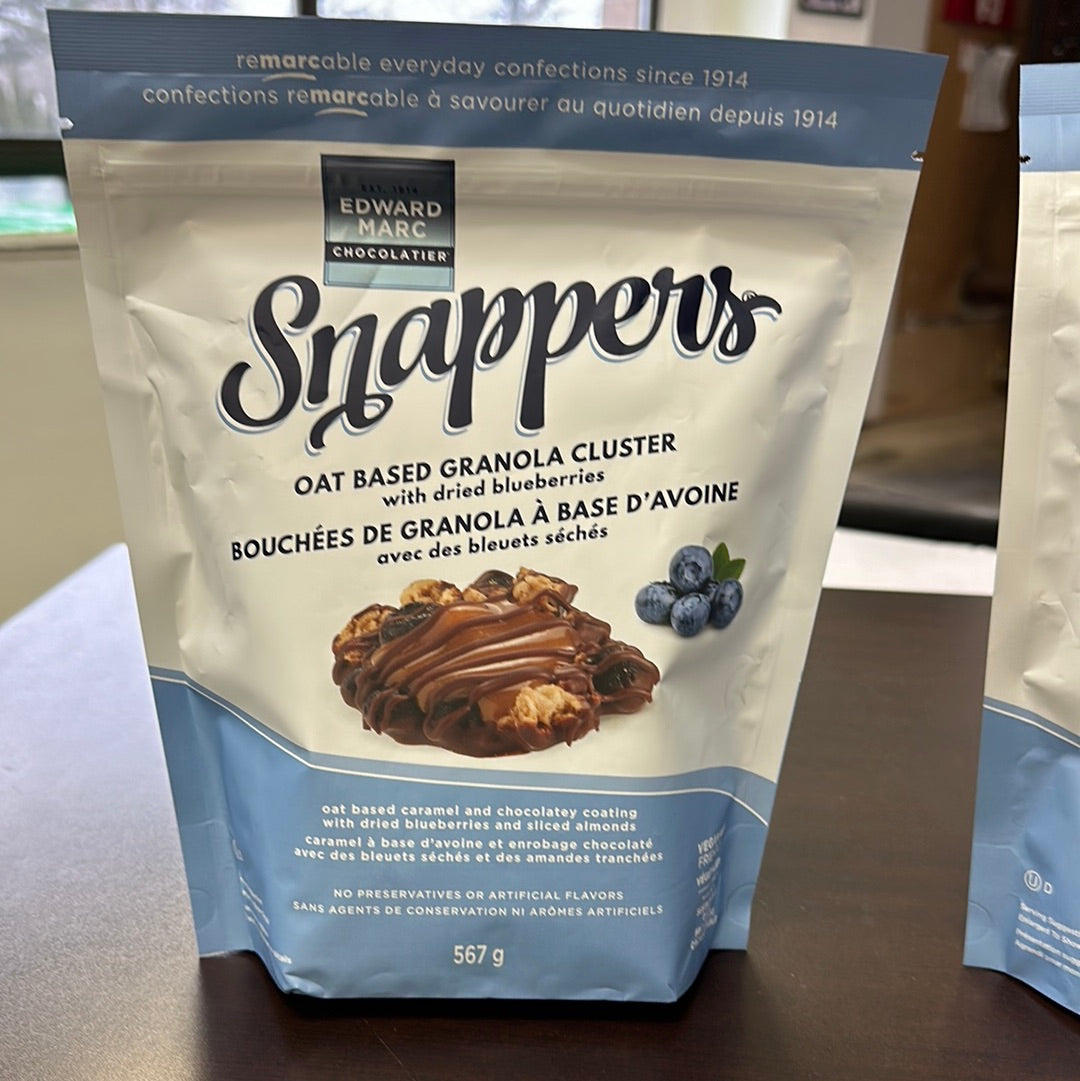 remarcable everyday confections since 1914
confections remarcable à savourer au quotidien depuis 1914
EST. 1914
EDWARD
MARC
CHOCOLATIER
Snappers®
OAT BASED GRANOLA CLUSTER
with dried blueberries
BOUCHÉES DE GRANOLA À BASE D'AVOINE
avec des bleuets séchés
oat based caramel and chocolatey coating
with dried blueberries and sliced almonds
caramel à base d'avoine et enrobage chocolaté
avec des bleuets séchés et des amandes tranchées
NO PRESERVATIVES OR ARTIFICIAL FLAVORS
SANS AGENTS DE CONSERVATION NI ARÔMES ARTIFICIELS
567 g
U D